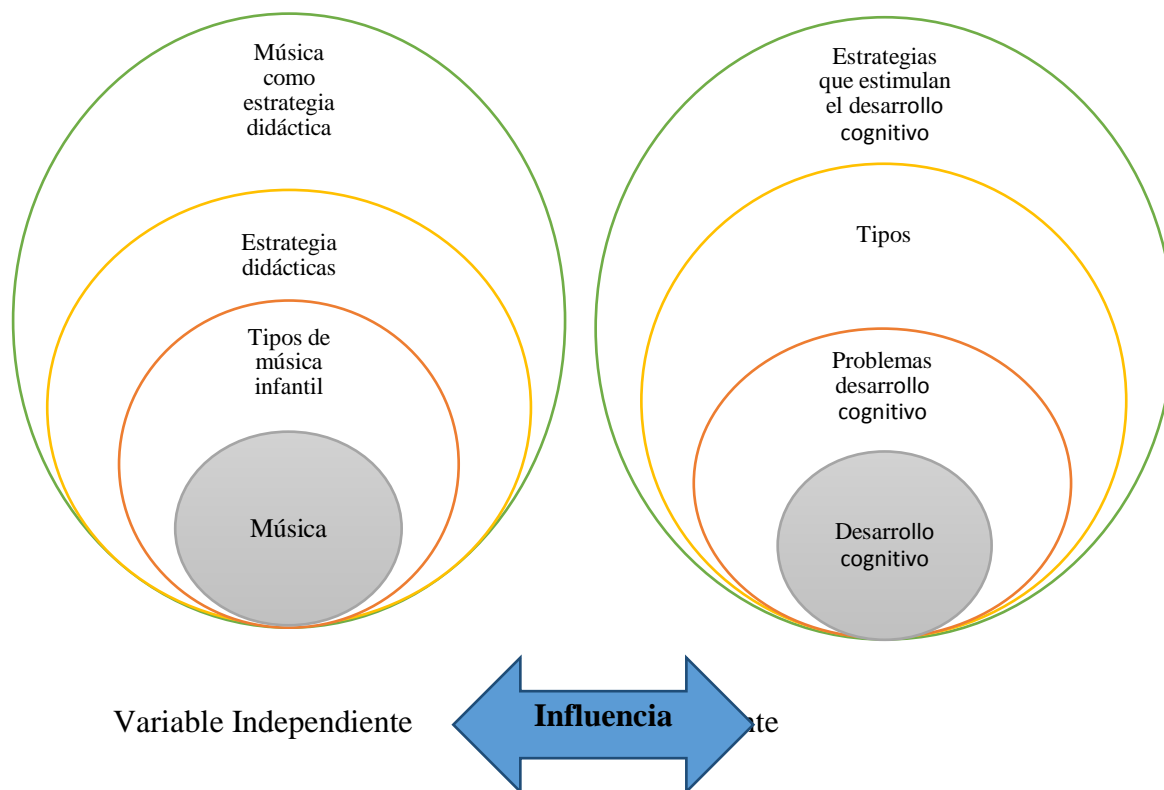 Música
como
estrategia
didáctica
Estrategia
didácticas
Tipos de
música
infantil
Música
Estrategias
que estimulan
el desarrollo
cognitivo
Tipos
Problemas
desarrollo
cognitivo
Desarrollo
cognitivo
Variable Independiente
Influencia